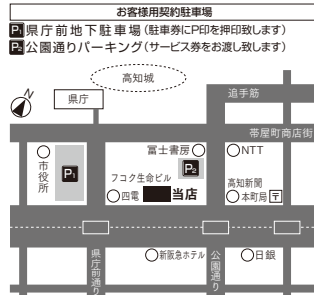 お客様用契約駐車場
P1 県庁前地下駐車場(駐車券にP印を押印致します)
P2 公園通りパーキング(サービス券をお渡し致します)
N
高知城
県庁
追手筋
帯屋町商店街
市役所
P1
冨士書房
P2
NTT
フコク生命ビル
高知新聞
四電
当店
本町局〒
県庁前通り
新阪急ホテル
公園通り
日銀